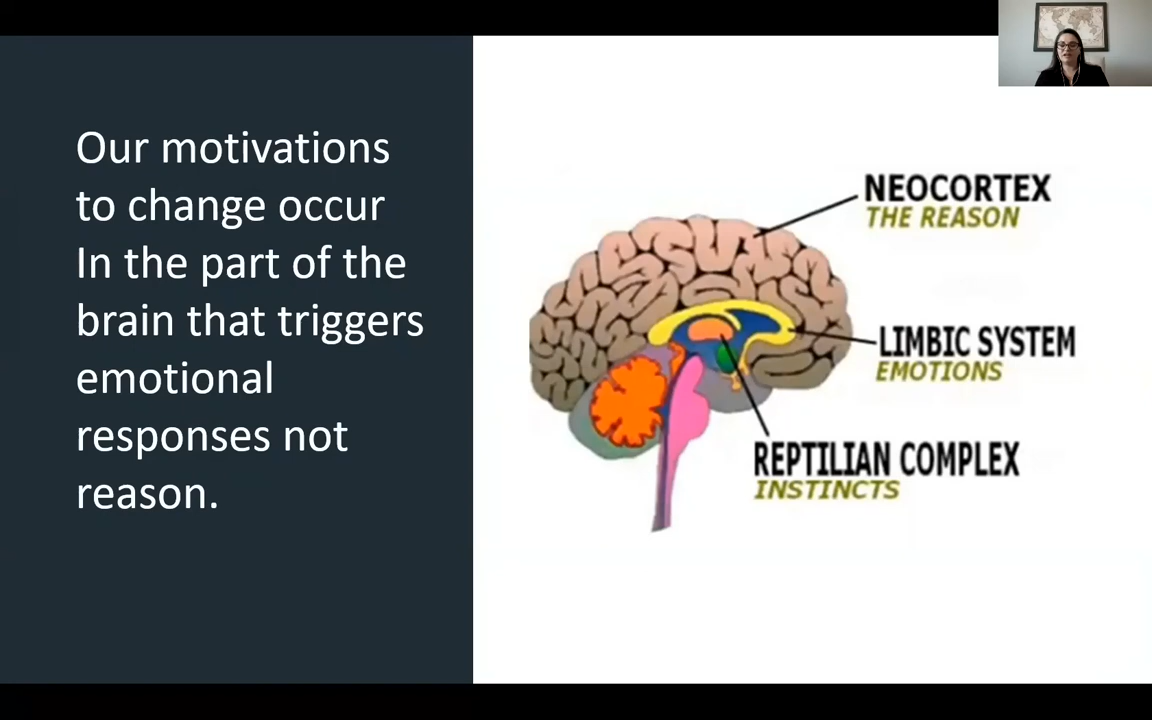 Our motivations
to change occur
In the part of the
brain that triggers
emotional
responses not
reason.
NEOCORTEX
THE REASON
LIMBIC SYSTEM
EMOTIONS
REPTILIAN COMPLEX
INSTINCTS